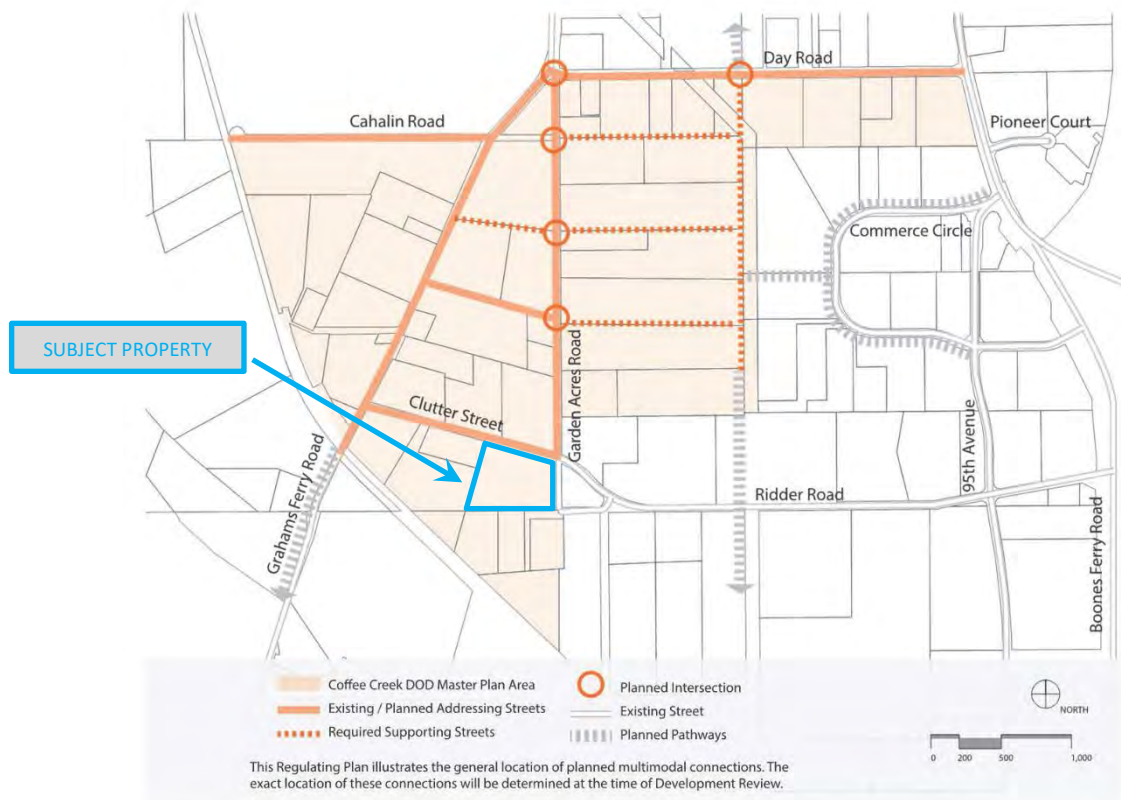 Day Road
Cahalin Road
Pioneer Court
Commerce Circle
SUBJECT PROPERTY
Garden Acres Road
Clutter Street
95th Avenue
Ridder Road
Grahams Ferry Road
Boones Ferry Road
Coffee Creek DOD Master Plan Area
Existing / Planned Addressing Streets
Required Supporting Streets
Planned Intersection
Existing Street
Planned Pathways
NORTH
0 200 500 1,000
This Regulating Plan illustrates the general location of planned multimodal connections. The
exact location of these connections will be determined at the time of Development Review.